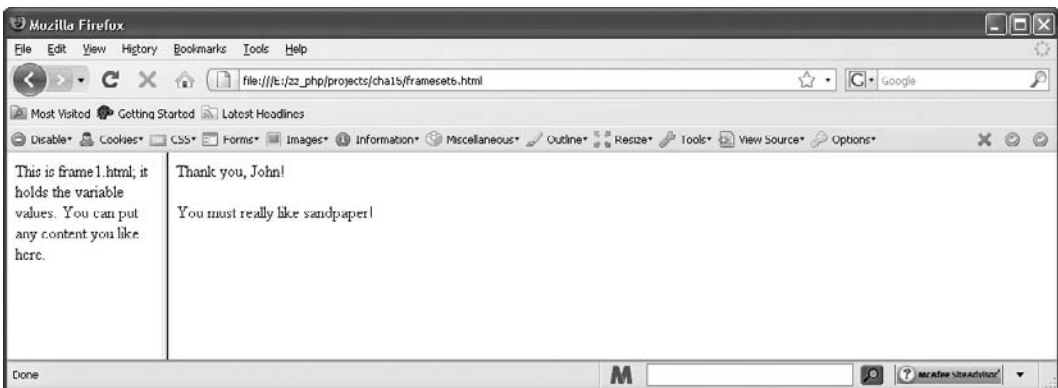 Mozilla Firefox
File Edit View History Bookmarks Tools Help
file:///E:/zz_php/projects/cha15/frameset6.html
Google
Most Visited Getting Started Latest Headlines
Disable Cookies CSS Forms Images Information Miscellaneous Outline Resize Tools View Source Options
This is frame1.html; it
holds the variable
values. You can put
any content you like
here.
Thank you, John!
You must really like sandpaper!
Done
McAfee SiteAdvisor